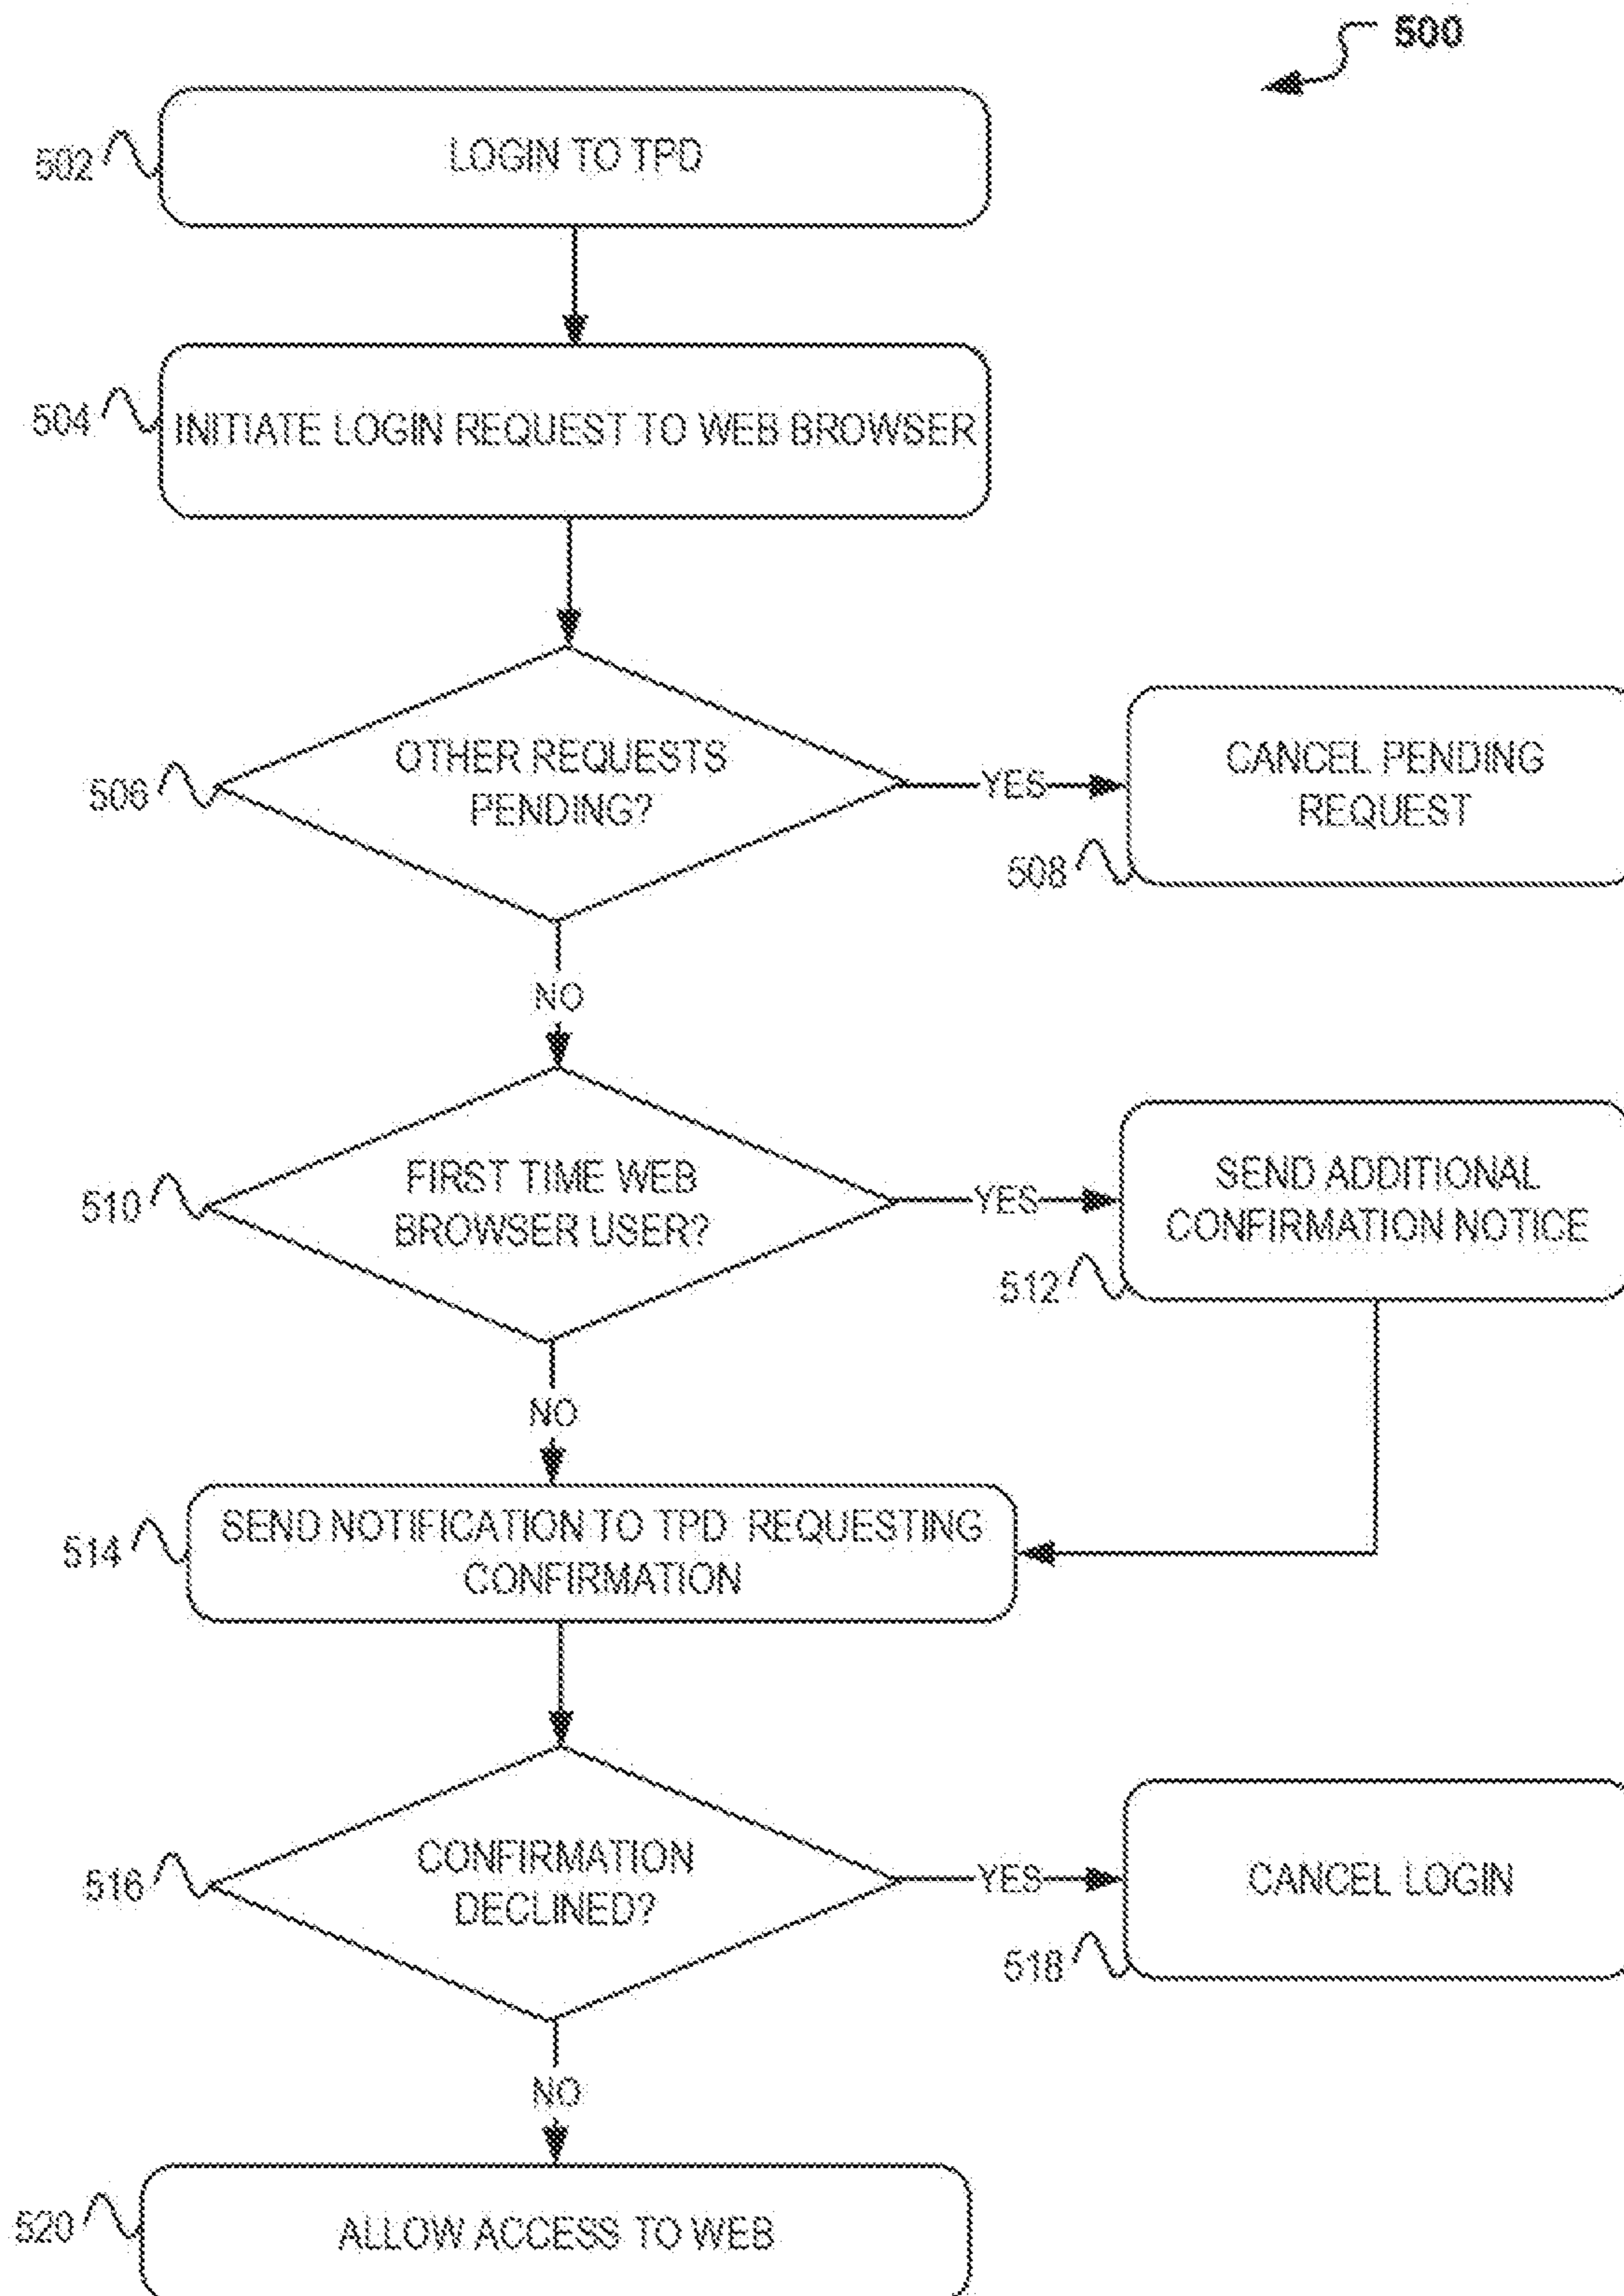 500
502
LOGIN TO TPD
504
INITIATE LOGIN REQUEST TO WEB BROWSER
506
OTHER REQUESTS
PENDING?
YES
CANCEL PENDING
REQUEST
508
NO
510
FIRST TIME WEB
BROWSER USER?
YES
SEND ADDITIONAL
CONFIRMATION NOTICE
512
NO
514
SEND NOTIFICATION TO TPD REQUESTING
CONFIRMATION
516
CONFIRMATION
DECLINED?
YES
CANCEL LOGIN
518
NO
520
ALLOW ACCESS TO WEB